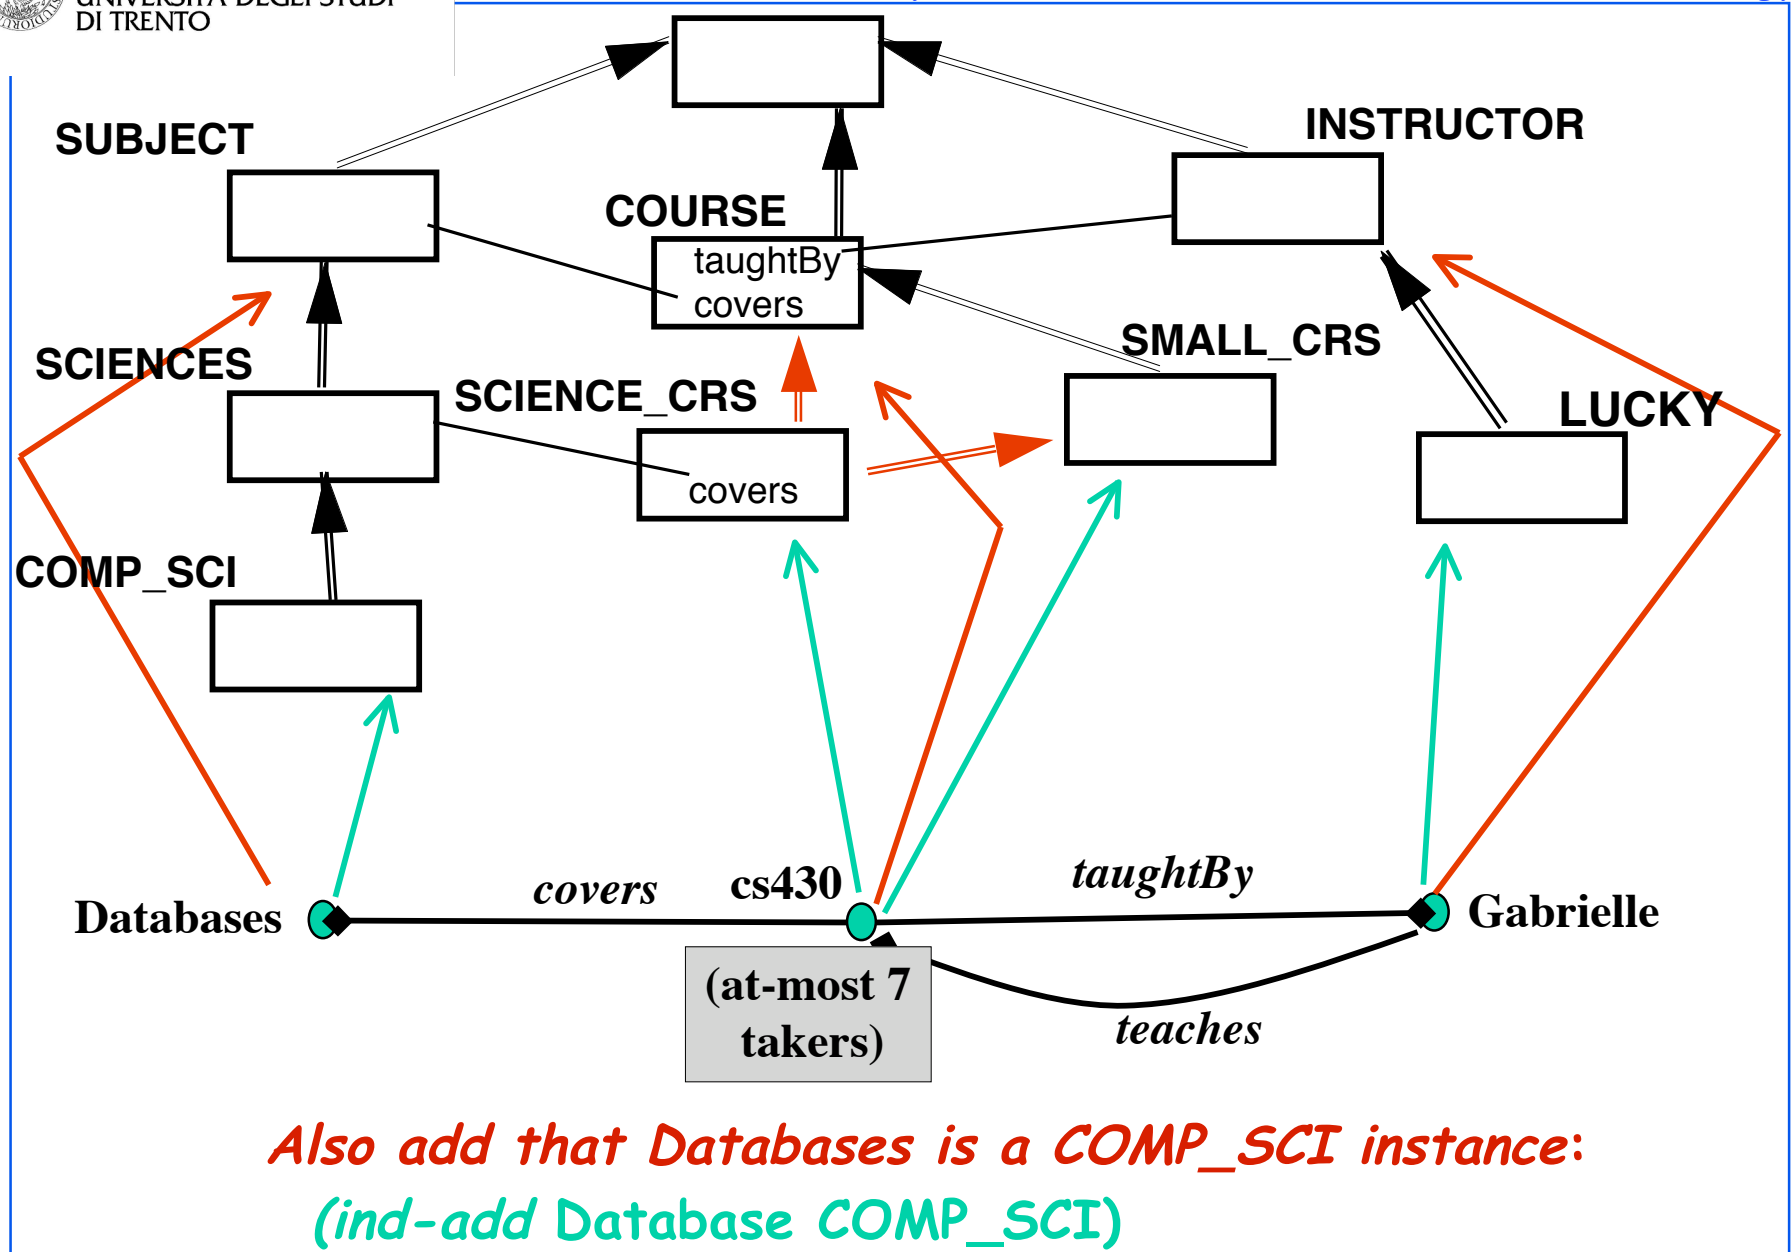 DI TRENTO
SUBJECT
INSTRUCTOR
COURSE
taughtBy
covers
SMALL_CRS
SCIENCES
SCIENCE_CRS
LUCKY
covers
COMP_SCI
covers
cs430
taughtBy
Databases
Gabrielle
(at-most 7
takers)
teaches
Also add that Databases is a COMP_SCI instance:
(ind-add Database COMP_SCI)